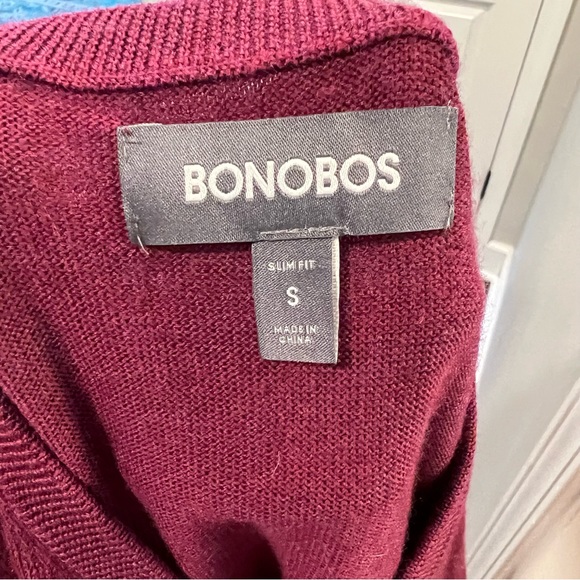 BONOBOS
SLIM FIT
S
MADE IN
CHINA